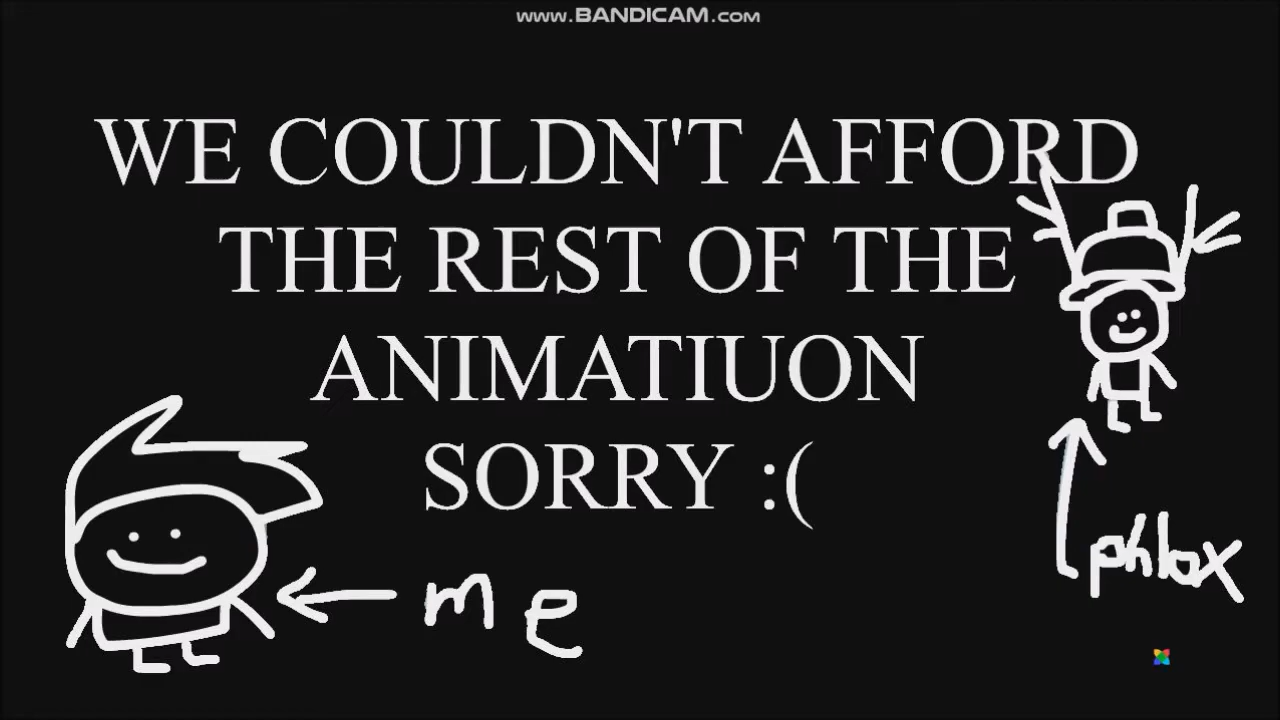 www.BANDICAM.com
WE COULDN'T AFFORD
THE REST OF THE
ANIMATIUON
SORRY :(
me
phlox